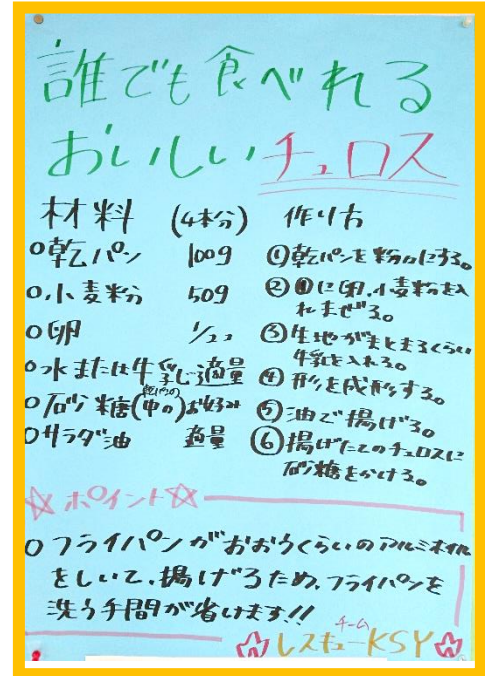 誰でも食べれる
おいしいチュロス
材料 (4本分)
○乾パン 100g
○小麦粉 50g
○卵 1/2コ
○水または牛乳 適量
○砂糖(乾パンの中の) お好み
○サラダ油 適量
作り方
①乾パンを粉々にする。
②①に卵、小麦粉を入
れまぜる。
③生地がまとまるくらい
牛乳を入れる。
④形を成形する。
⑤油で揚げる。
⑥揚げたてのチュロスに
砂糖をかける。
☆ポイント☆
○フライパンがおおうくらいのアルミホイル
をしいて、揚げるため、フライパンを
洗う手間が省けます!!
レスキューチームKSY